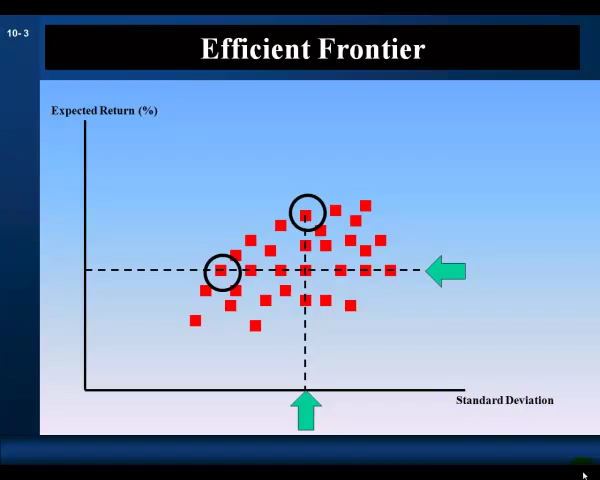 10- 3
Efficient Frontier
Expected Return (%)
Standard Deviation